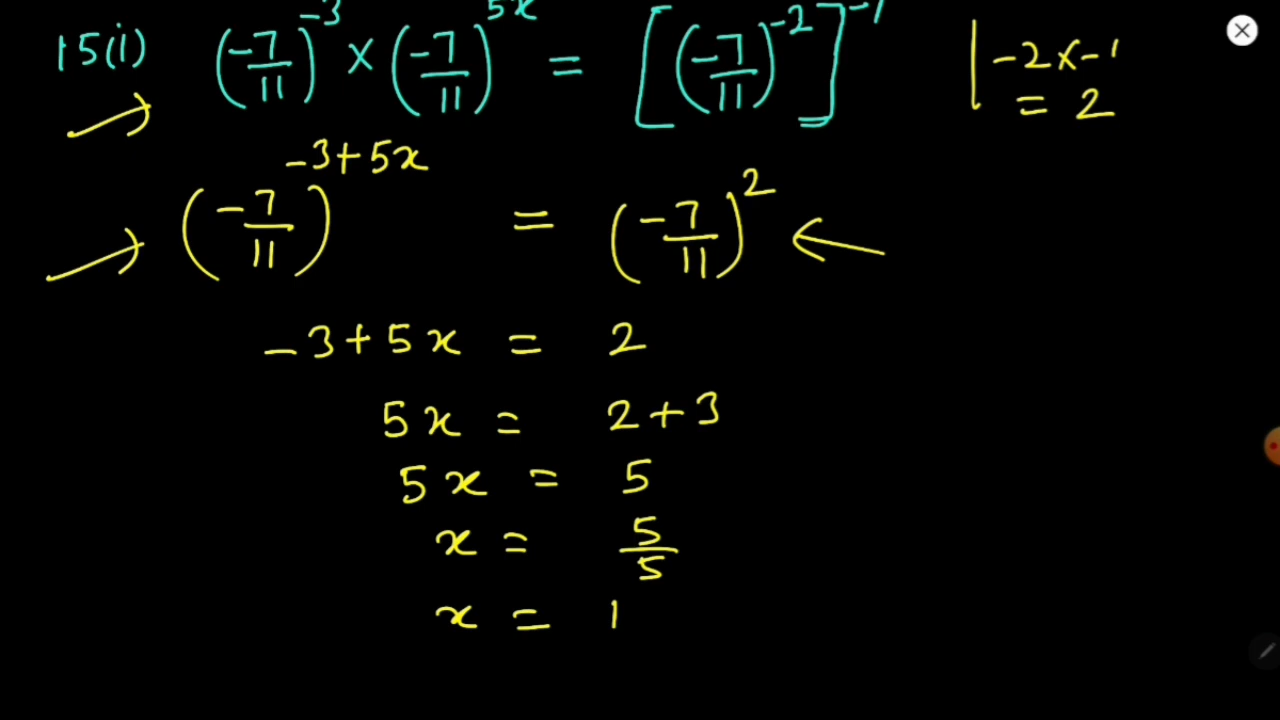 15(i) (-7/11)^-3 × (-7/11)^5x = [(-7/11)^-2]^-1 | -2×-1
= 2
(-7/11)^-3+5x = (-7/11)^2
-3+5x = 2
5x = 2+3
5x = 5
x = 5/5
x = 1